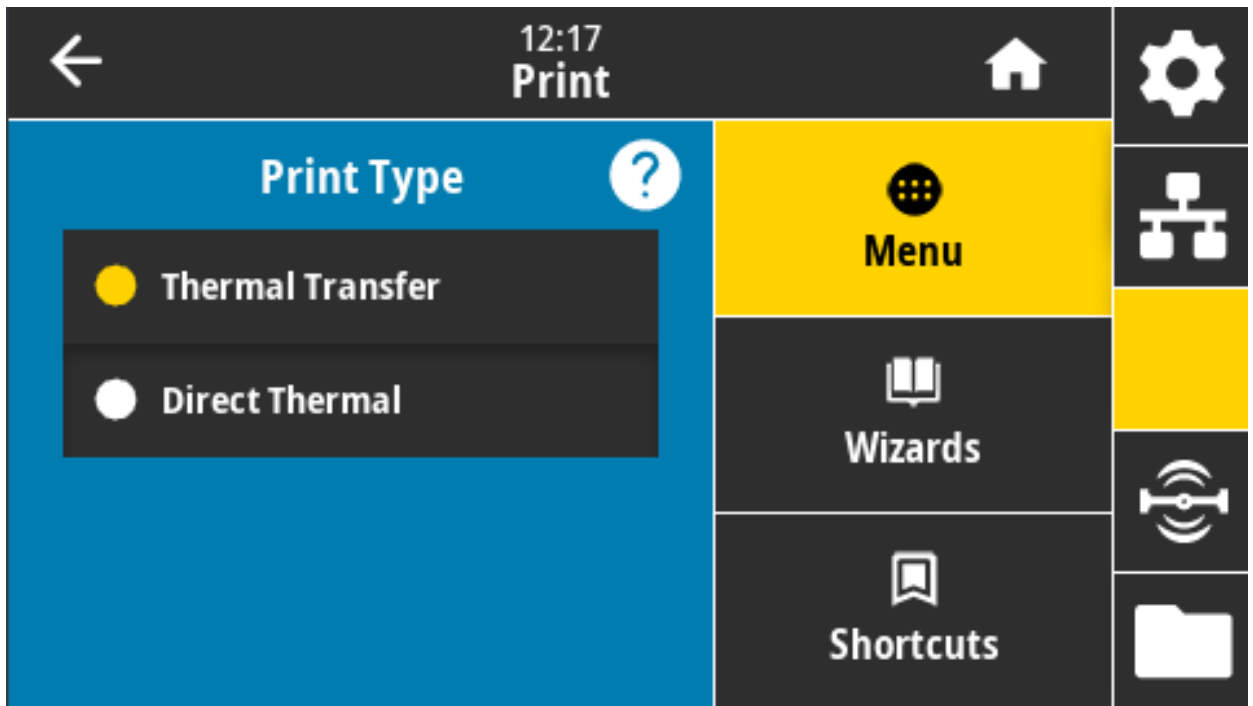 12:17
Print
Print Type
?
Thermal Transfer
Direct Thermal
Menu
Wizards
Shortcuts